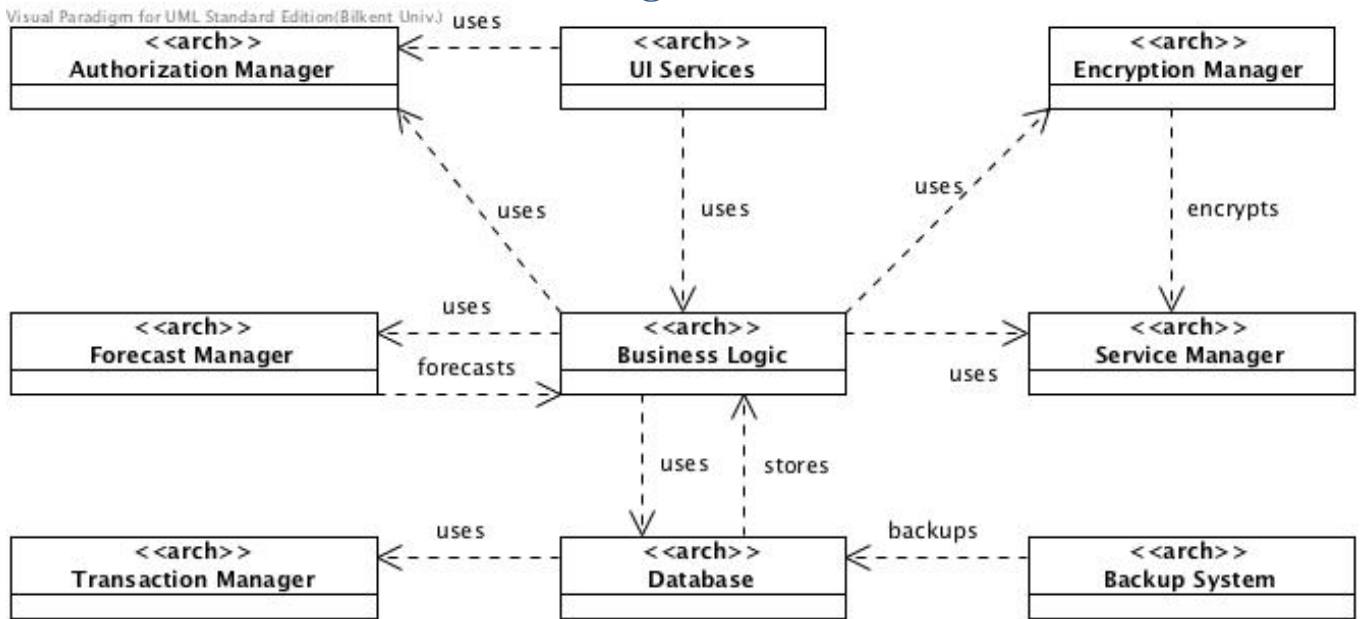 Visual Paradigm for UML Standard Edition(Bilkent Univ.)
<<arch>>
Authorization Manager
uses
<<arch>>
UI Services
<<arch>>
Encryption Manager
uses
uses
uses
encrypts
<<arch>>
Forecast Manager
uses
forecasts
<<arch>>
Business Logic
uses
<<arch>>
Service Manager
uses
stores
<<arch>>
Transaction Manager
uses
<<arch>>
Database
backups
<<arch>>
Backup System